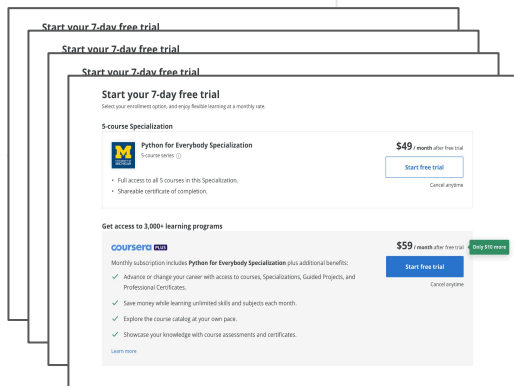 Start your 7-day free trial
Start your 7-day free trial
Start your 7-day free trial
Start your 7-day free trial
Select your enrollment option, and enjoy flexible learning at a monthly rate.
5-course Specialization
Python for Everybody Specialization
5-course series
$49 / month after free trial
Start free trial
Cancel anytime
• Full access to all 5 courses in this Specialization.
• Shareable certificate of completion.
Get access to 3,000+ learning programs
coursera PLUS
$59 / month after free trial
Only $10 more
Monthly subscription includes Python for Everybody Specialization plus additional benefits:
Start free trial
Cancel anytime
Advance or change your career with access to courses, Specializations, Guided Projects, and
Professional Certificates.
Save money while learning unlimited skills and subjects each month.
Explore the course catalog at your own pace.
Showcase your knowledge with course assessments and certificates.
Learn more